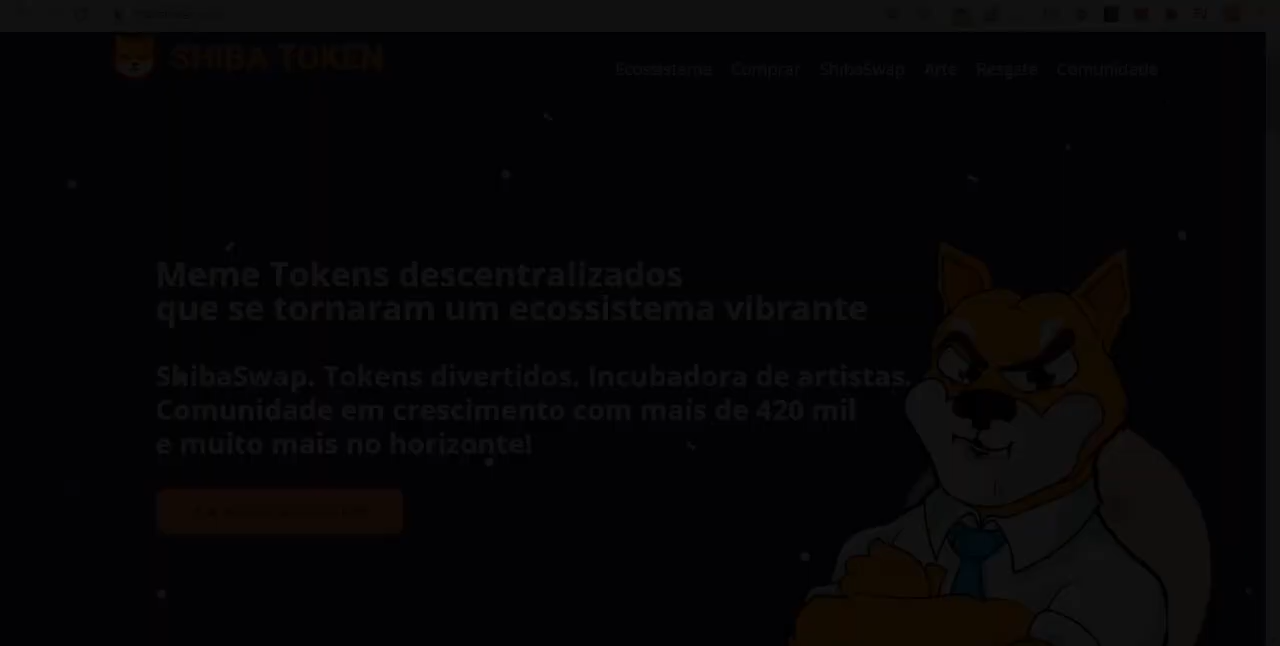 SHIBA TOKEN
Ecossistema Comprar ShibaSwap Arte Resgate Comunidade
Meme Tokens descentralizados
que se tornaram um ecossistema vibrante
ShibaSwap. Tokens divertidos. Incubadora de artistas.
Comunidade em crescimento com mais de 420 mil
e muito mais no horizonte!